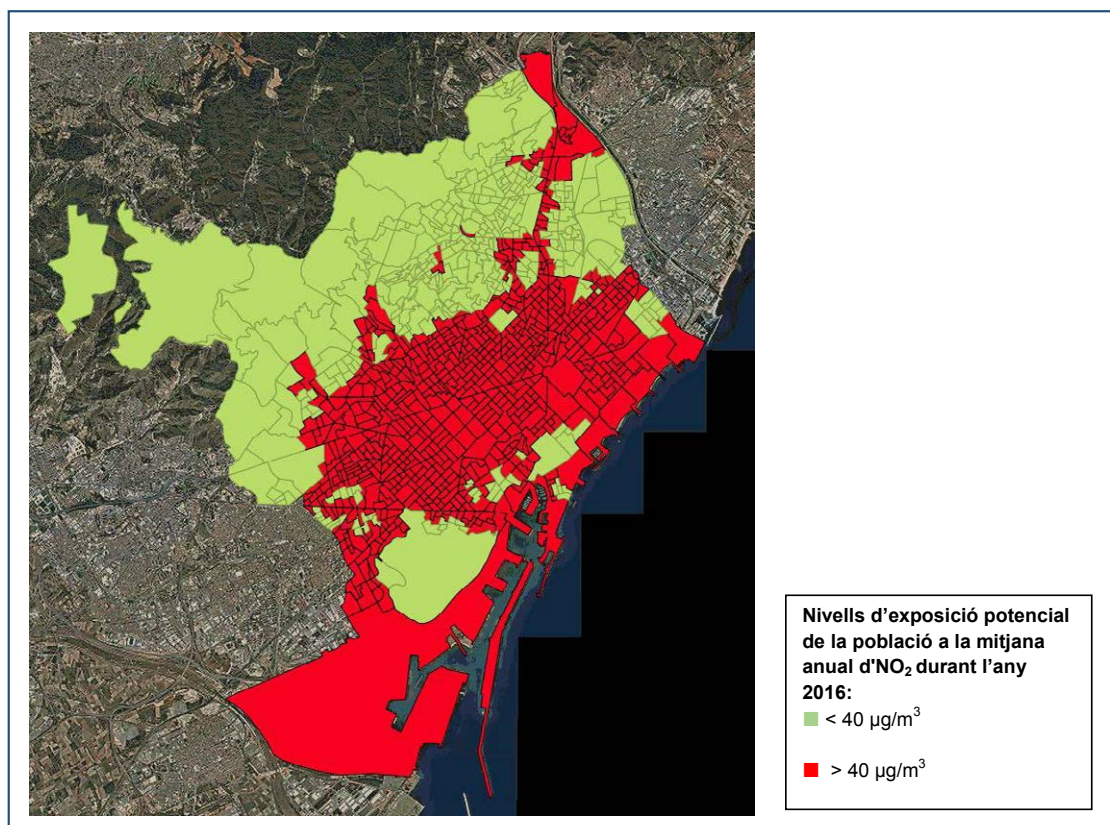 Nivells d’exposició potencial
de la població a la mitjana
anual d'NO₂ durant l’any
2016:
< 40 µg/m³
> 40 µg/m³